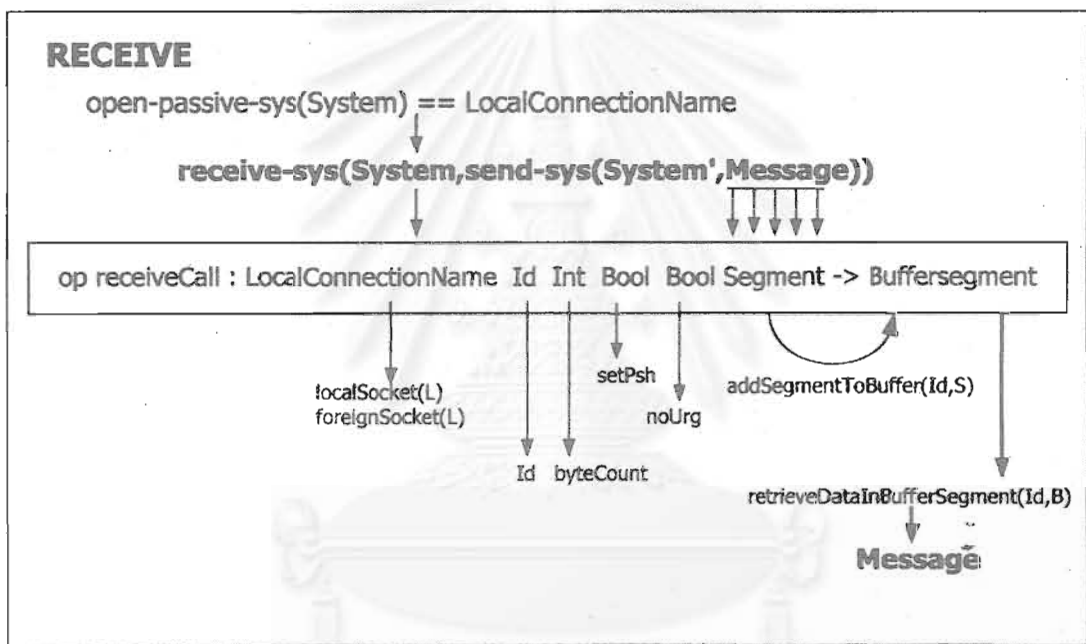 RECEIVE
open-passive-sys(System) == LocalConnectionName
receive-sys(System,send-sys(System',Message))
op receiveCall : LocalConnectionName Id Int Bool Bool Segment -> Buffersegment
localSocket(L)
foreignSocket(L)
setPsh
addSegmentToBuffer(Id,S)
noUrg
Id byteCount
retrieveDataInBufferSegment(Id,B)
Message